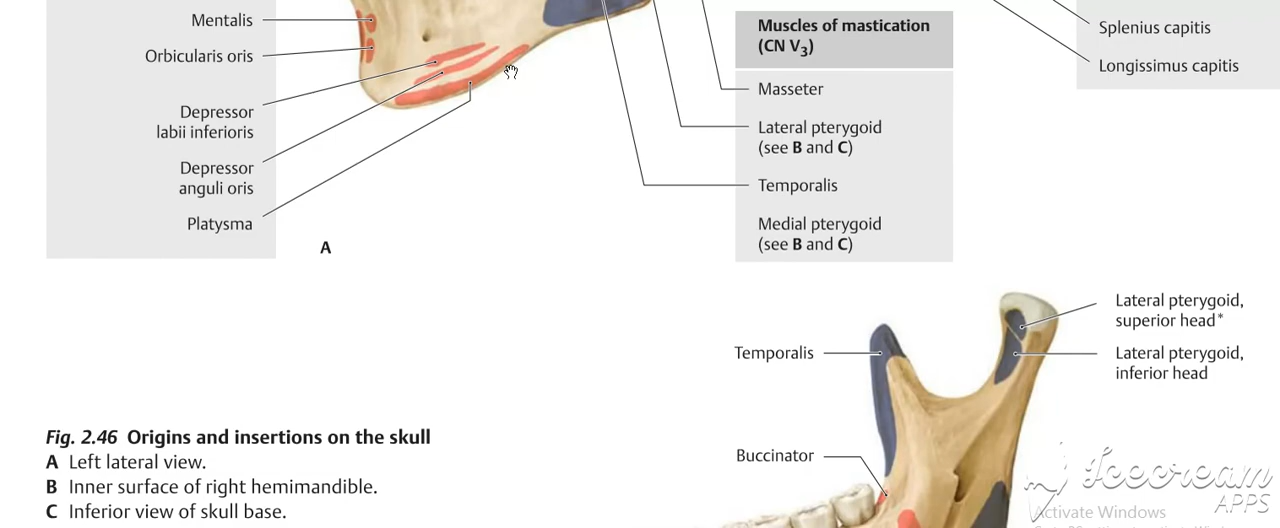 Mentalis
Orbicularis oris
Depressor
labii inferioris
Depressor
anguli oris
Platysma
A
Muscles of mastication
(CN V₃)
Masseter
Lateral pterygoid
(see B and C)
Temporalis
Medial pterygoid
(see B and C)
Splenius capitis
Longissimus capitis
Temporalis
Buccinator
Lateral pterygoid,
superior head*
Lateral pterygoid,
inferior head
Fig. 2.46 Origins and insertions on the skull
A Left lateral view.
B Inner surface of right hemimandible.
C Inferior view of skull base.
Icecream
APPS
Activate Windows